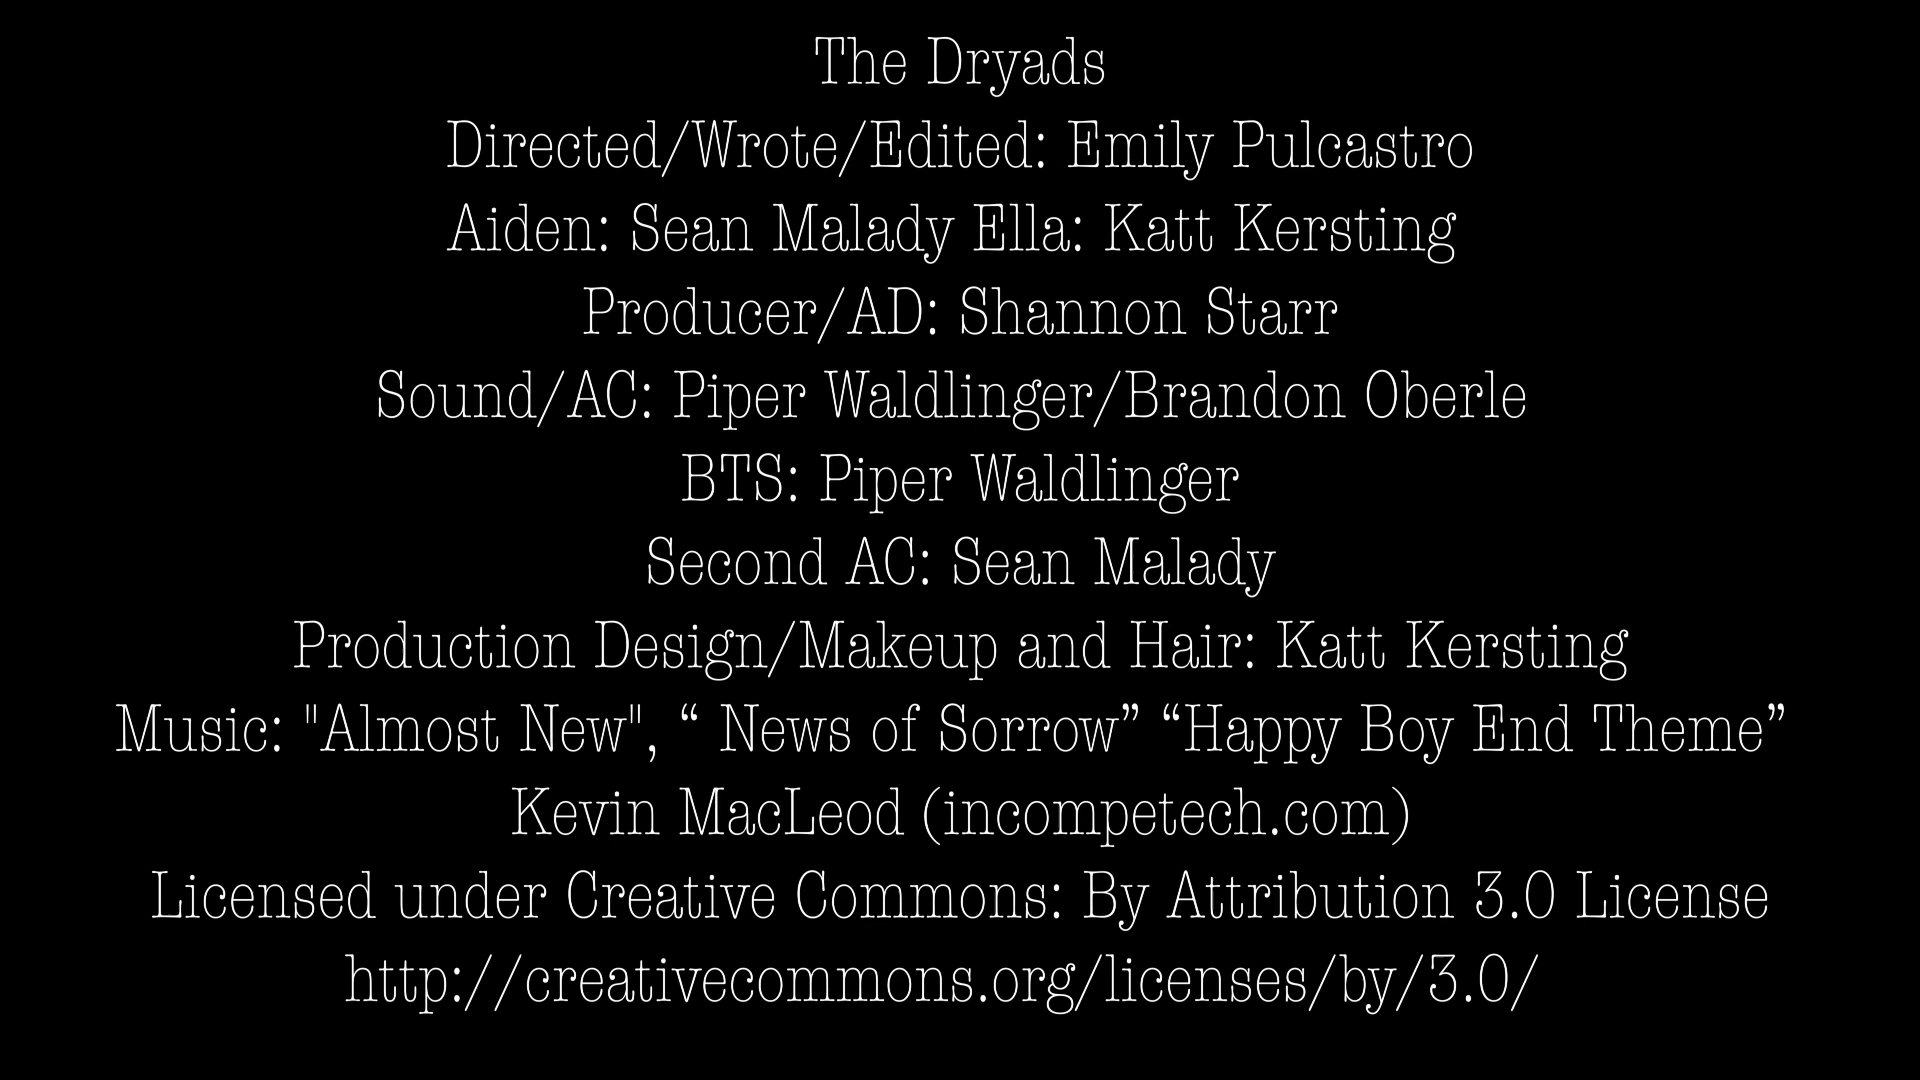 The Dryads
Directed/Wrote/Edited: Emily Pulcastro
Aiden: Sean Malady Ella: Katt Kersting
Producer/AD: Shannon Starr
Sound/AC: Piper Waldlinger/Brandon Oberle
BTS: Piper Waldlinger
Second AC: Sean Malady
Production Design/Makeup and Hair: Katt Kersting
Music: "Almost New", “ News of Sorrow” “Happy Boy End Theme”
Kevin MacLeod (incompetech.com)
Licensed under Creative Commons: By Attribution 3.0 License
http://creativecommons.org/licenses/by/3.0/